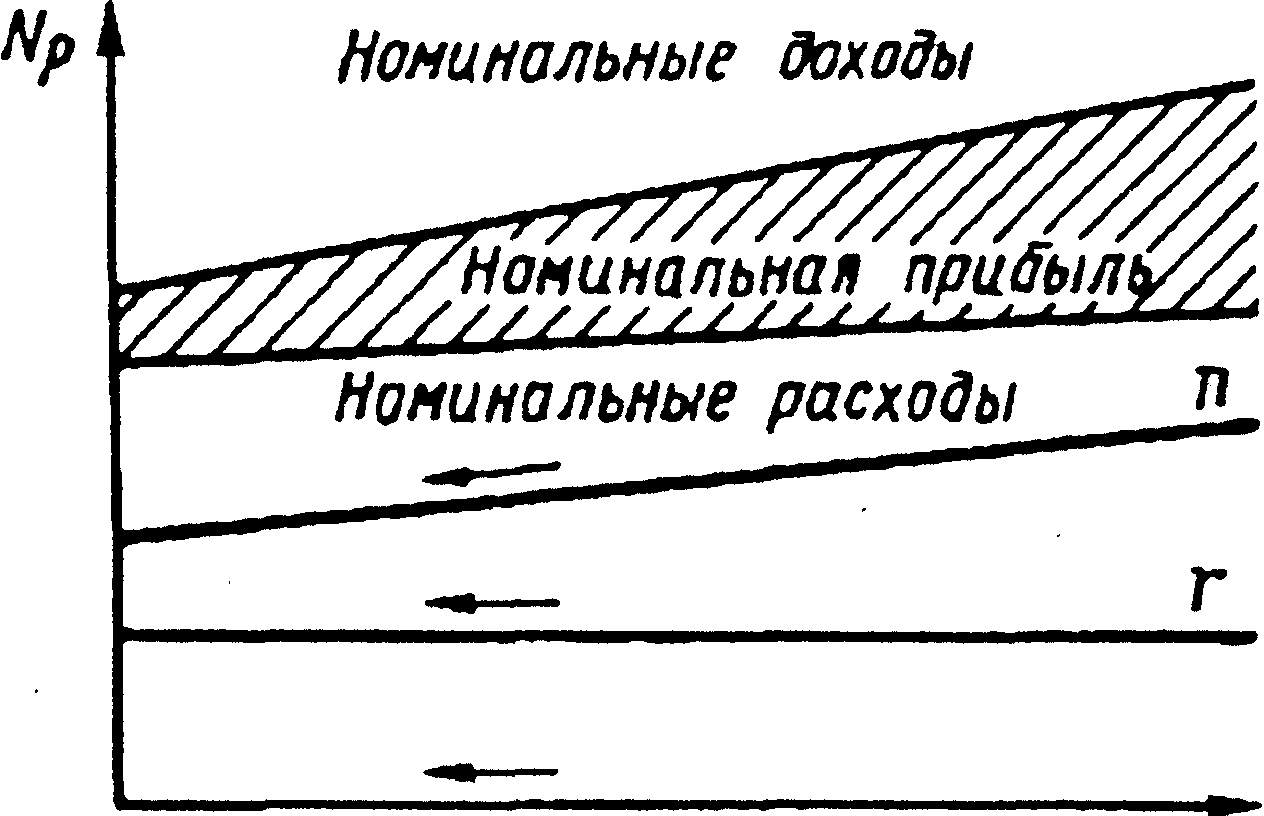 Np
Номинальные доходы
Номинальная прибыль
Номинальные расходы
n
r